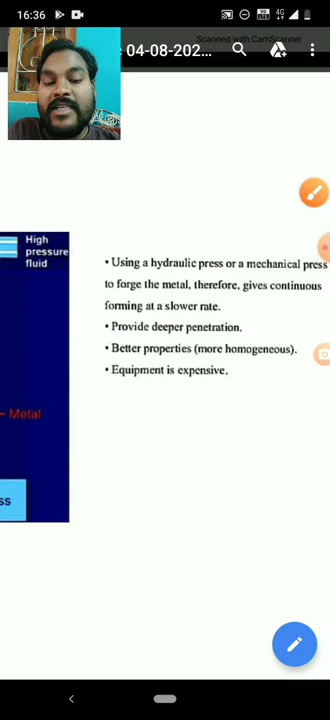 16:36
4G
Scanned with CamScanner
04-08-202...
High
pressure
fluid
• Using a hydraulic press or a mechanical press
to forge the metal, therefore, gives continuous
forming at a slower rate.
• Provide deeper penetration.
• Better properties (more homogeneous).
• Equipment is expensive.
Metal
ss